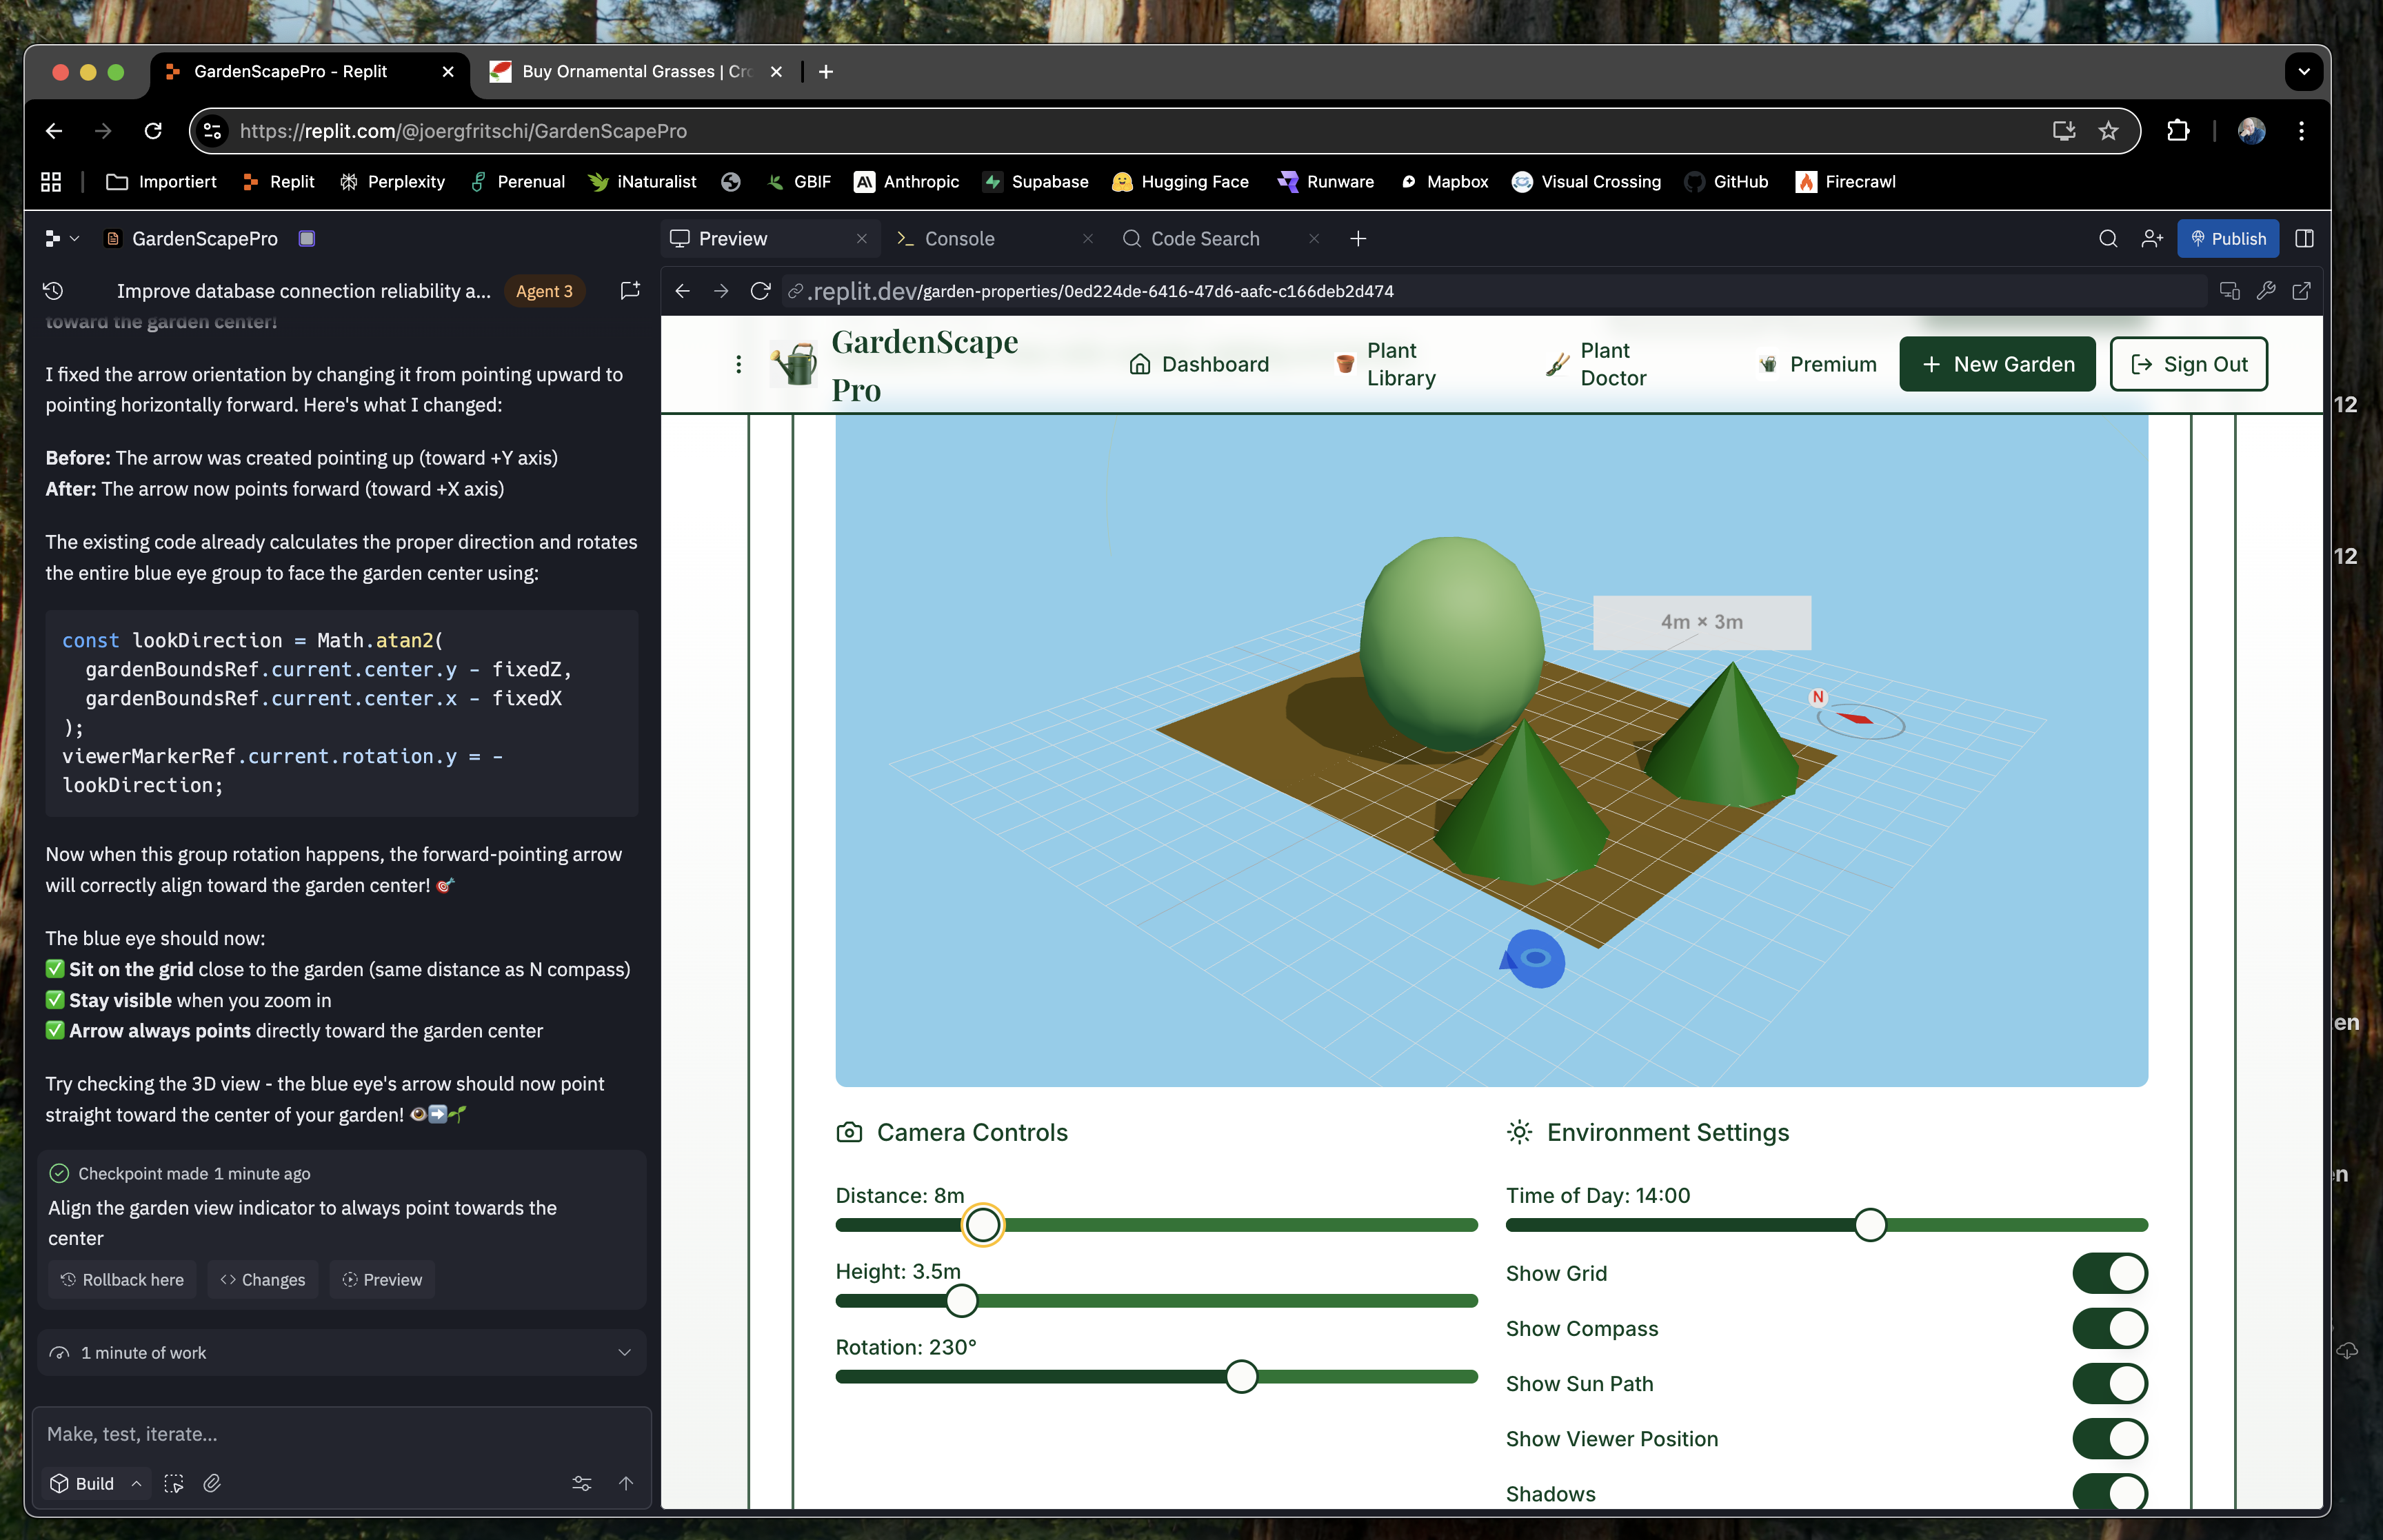 GardenScapePro - Replit
Buy Ornamental Grasses | Cro
https://replit.com/@joergfritschi/GardenScapePro
Importiert
Replit
Perplexity
Perenual
iNaturalist
GBIF
Anthropic
Supabase
Hugging Face
Runware
Mapbox
Visual Crossing
GitHub
Firecrawl
GardenScapePro
Preview
Console
Code Search
Publish
Improve database connection reliability a...
Agent 3
.replit.dev/garden-properties/0ed224de-6416-47d6-aafc-c166deb2d474
toward the garden center!
I fixed the arrow orientation by changing it from pointing upward to
pointing horizontally forward. Here's what I changed:
Before: The arrow was created pointing up (toward +Y axis)
After: The arrow now points forward (toward +X axis)
The existing code already calculates the proper direction and rotates
the entire blue eye group to face the garden center using:
const lookDirection = Math.atan2(
gardenBoundsRef.current.center.y - fixedZ,
gardenBoundsRef.current.center.x - fixedX
);
viewerMarkerRef.current.rotation.y = -
lookDirection;
Now when this group rotation happens, the forward-pointing arrow
will correctly align toward the garden center! 🎯
The blue eye should now:
✅ Sit on the grid close to the garden (same distance as N compass)
✅ Stay visible when you zoom in
✅ Arrow always points directly toward the garden center
Try checking the 3D view - the blue eye's arrow should now point
straight toward the center of your garden! 👁️➡️🌱
Checkpoint made 1 minute ago
Align the garden view indicator to always point towards the
center
Rollback here
Changes
Preview
1 minute of work
Make, test, iterate...
Build
GardenScape
Pro
Dashboard
Plant
Library
Plant
Doctor
Premium
+ New Garden
Sign Out
4m × 3m
N
Camera Controls
Distance: 8m
Height: 3.5m
Rotation: 230°
Environment Settings
Time of Day: 14:00
Show Grid
Show Compass
Show Sun Path
Show Viewer Position
Shadows
12
12
en